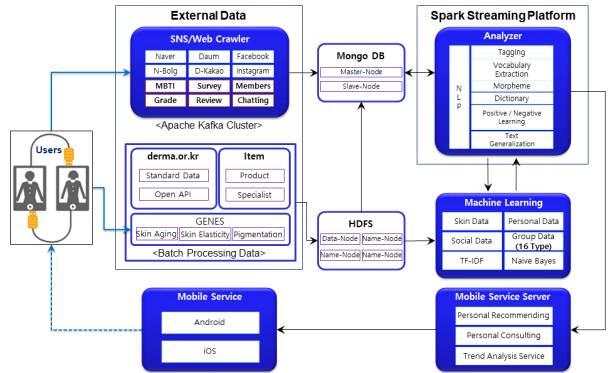 External Data
SNS/Web Crawler
Naver Daum Facebook
N-Bolg D-Kakao Instagram
MBTI Survey Members
Grade Review Chatting
<Apache Kafka Cluster>
derma.or.kr
Standard Data
Open API
Item
Product
Specialist
GENES
Skin Aging Skin Elasticity Pigmentation
<Batch Processing Data>
Users
Mongo DB
Master-Node
Slave-Node
HDFS
Data-Node Name-Node
Name-Node Name-Node
Spark Streaming Platform
Analyzer
NLP
Tagging
Vocabulary
Extraction
Morpheme
Dictionary
Positive / Negative
Learning
Text
Generalization
Machine Learning
Skin Data Personal Data
Social Data Group Data
(16 Type)
TF-IDF Naive Bayes
Mobile Service
Android
iOS
Mobile Service Server
Personal Recommending
Personal Consulting
Trend Analysis Service